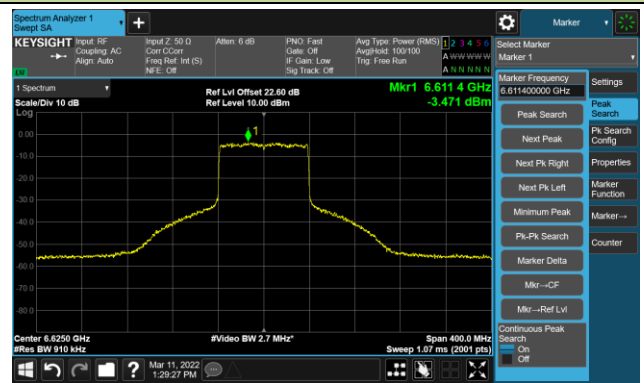 Spectrum Analyzer 1
Swept SA
Marker
KEYSIGHT
Input: RF
Coupling: AC
Align: Auto
Input Z: 50 Ω
Corr CCorr
Freq Ref: Int (S)
NFE: Off
Atten: 6 dB
PNO: Fast
Gate: Off
IF Gain: Low
Sig Track: Off
Avg Type: Power (RMS)
Avg|Hold: 100/100
Trig: Free Run
1 2 3 4 5 6
A W W W W W
A N N N N N
Select Marker
Marker 1
Marker Frequency
6.611400000 GHz
Settings
Peak Search
Peak
Search
Next Peak
Pk Search
Config
Next Pk Right
Properties
Next Pk Left
Marker
Function
Minimum Peak
Marker→
Pk-Pk Search
Counter
Marker Delta
Mkr→CF
Mkr→Ref Lvl
Continuous Peak
Search
On
Off
1 Spectrum
Scale/Div 10 dB
Log
Ref Lvl Offset 22.60 dB
Ref Level 10.00 dBm
Mkr1 6.611 4 GHz
-3.471 dBm
1
0.00
-10.0
-20.0
-30.0
-40.0
-50.0
-60.0
-70.0
-80.0
Center 6.6250 GHz
#Res BW 910 kHz
#Video BW 2.7 MHz*
Span 400.0 MHz
Sweep 1.07 ms (2001 pts)
Mar 11, 2022
1:29:27 PM